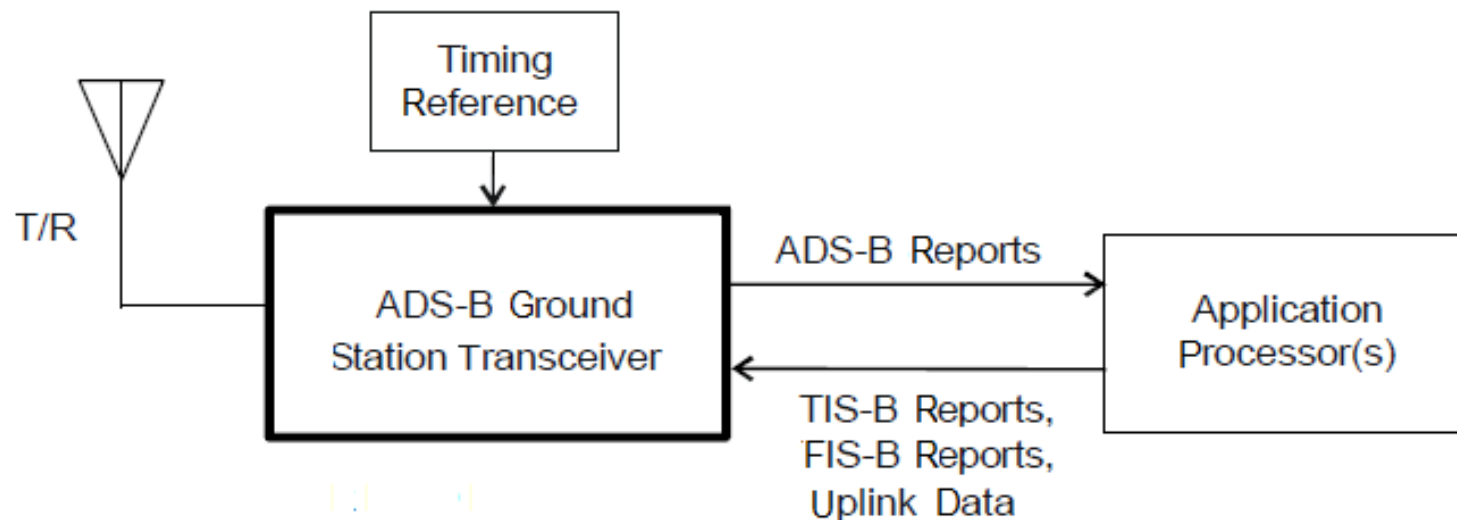 Timing
Reference
T/R
ADS-B Ground
Station Transceiver
ADS-B Reports
Application
Processor(s)
TIS-B Reports,
FIS-B Reports,
Uplink Data